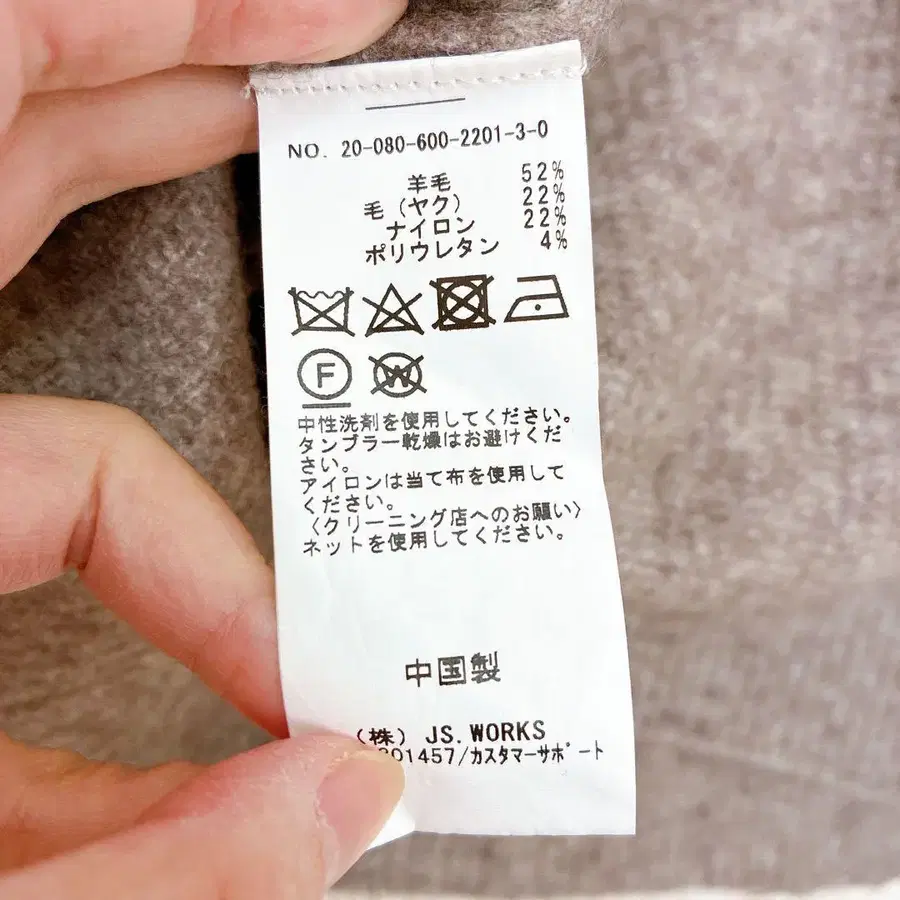 NO. 20-080-600-2201-3-0
羊毛 52%
毛（ヤク） 22%
ナイロン 22%
ポリウレタン 4%
F W
中性洗剤を使用してください。
タンブラー乾燥はお避けくだ
さい。
アイロンは当て布を使用して
ください。
〈クリーニング店へのお願い〉
ネットを使用してください。
中国製
（株） JS.WORKS
01457/カスタマーサポート